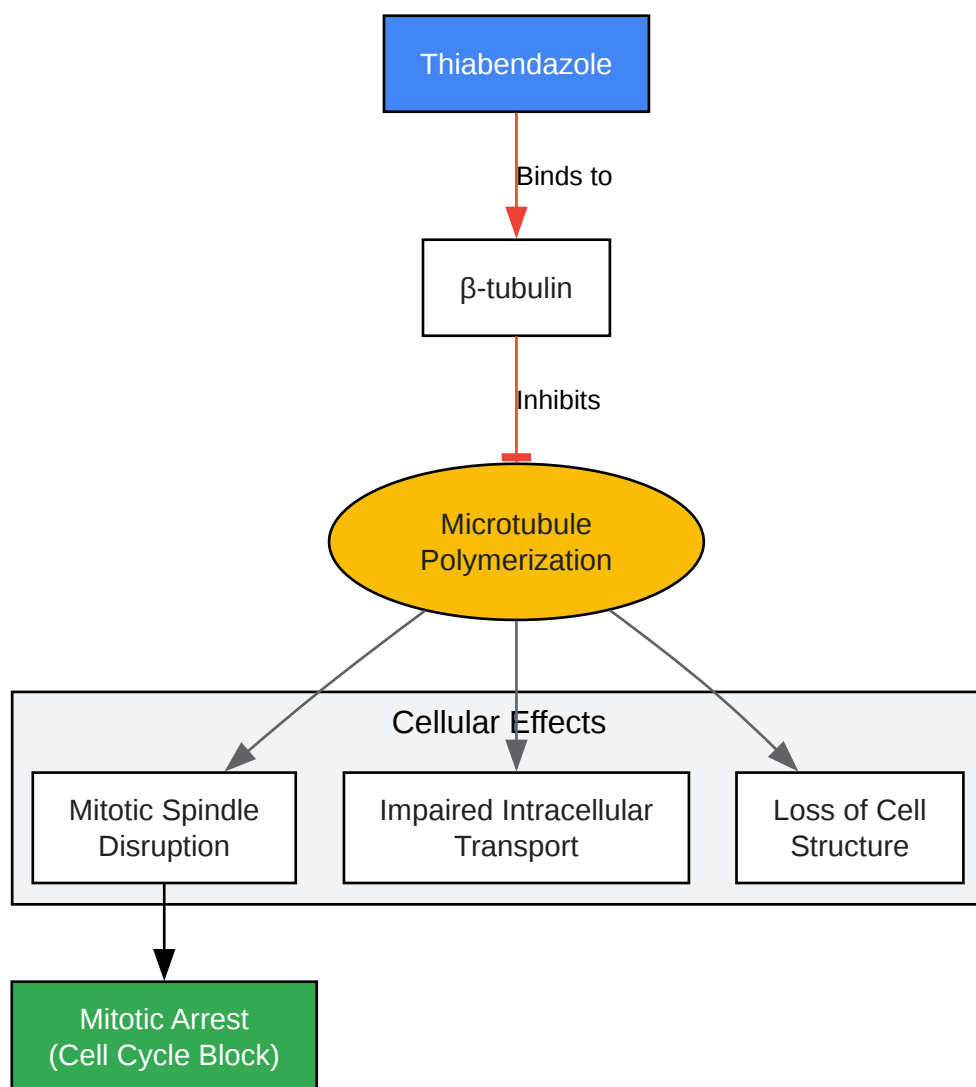 Thiabendazole
Binds to
β-tubulin
Inhibits
Microtubule
Polymerization
Cellular Effects
Mitotic Spindle
Disruption
Impaired Intracellular
Transport
Loss of Cell
Structure
Mitotic Arrest
(Cell Cycle Block)